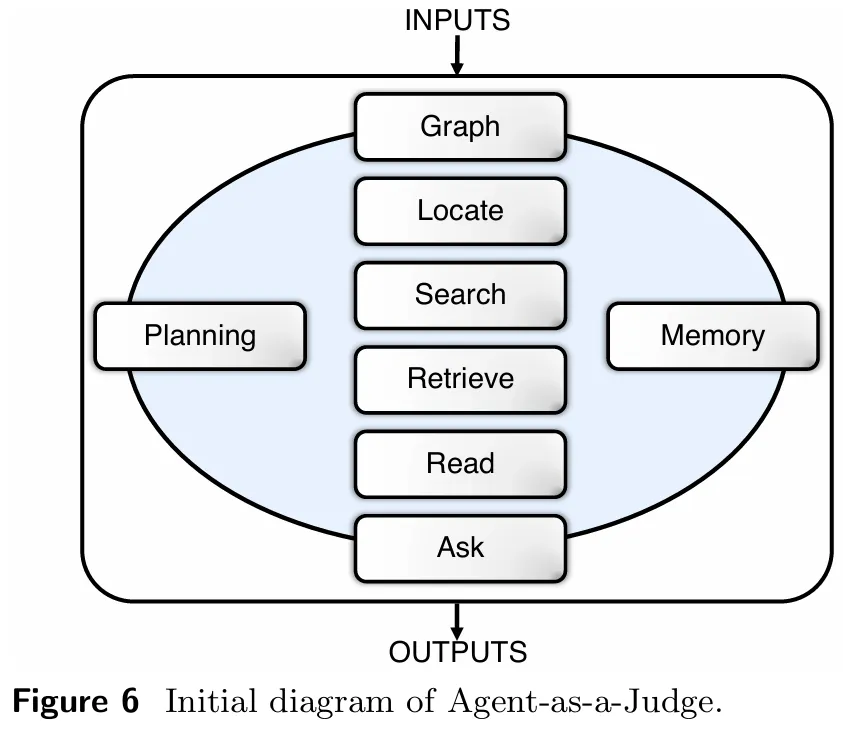 INPUTS
Graph
Locate
Search
Planning
Memory
Retrieve
Read
Ask
OUTPUTS
Figure 6 Initial diagram of Agent-as-a-Judge.